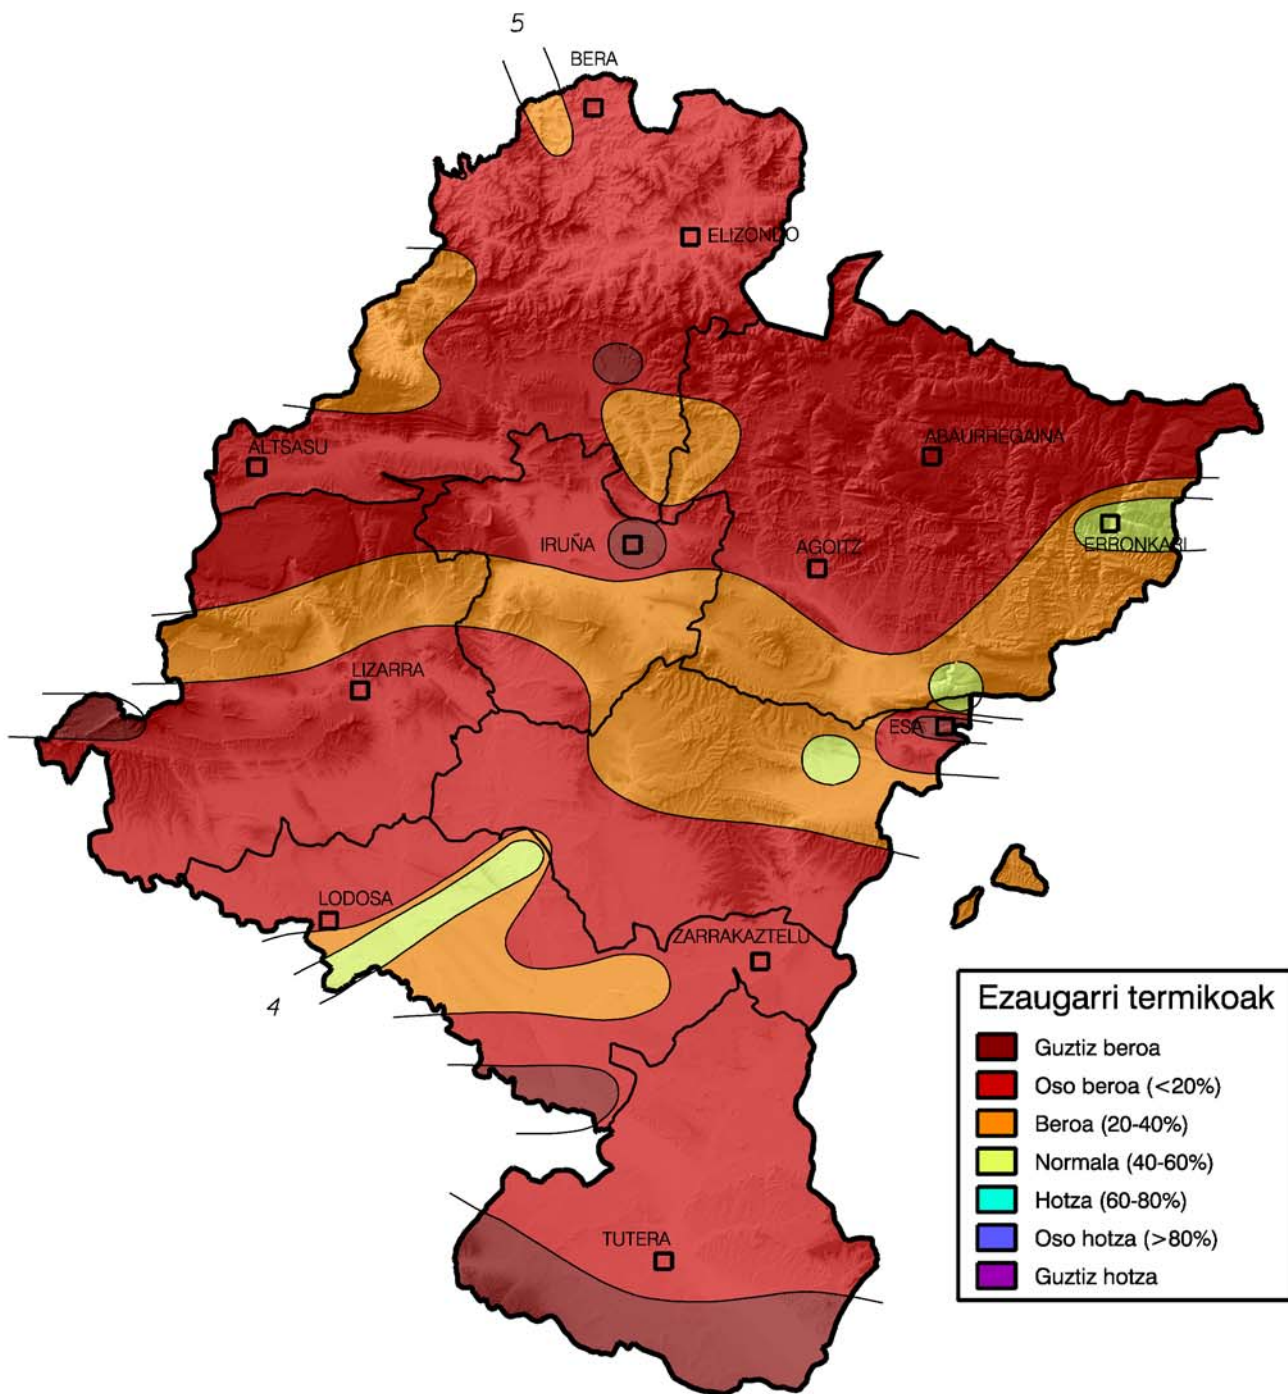 5
BERA
ELIZONDO
ALTSASU
ABAURREGAINA
IRUÑA
AGOITZ
ERRONKARI
LIZARRA
ESA
LODOSA
ZARRAKAZTELU
4
TUTERA
Ezaugarri termikoak
Guztiz beroa
Oso beroa (<20%)
Beroa (20-40%)
Normala (40-60%)
Hotza (60-80%)
Oso hotza (>80%)
Guztiz hotza